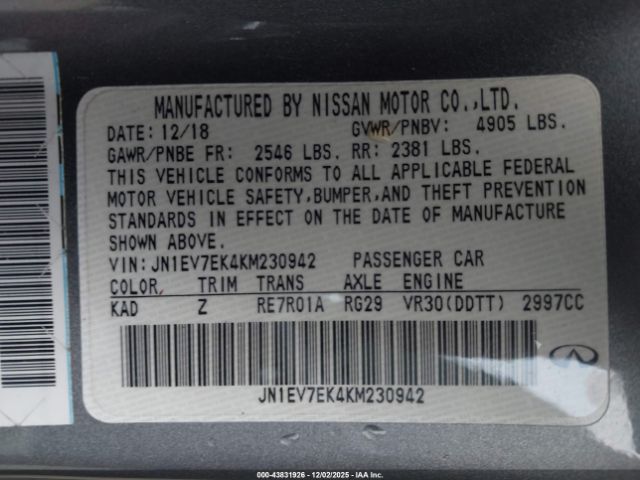 MANUFACTURED BY NISSAN MOTOR CO.,LTD.
DATE: 12/18 GVWR/PNBV: 4905 LBS.
GAWR/PNBE FR: 2546 LBS. RR: 2381 LBS.
THIS VEHICLE CONFORMS TO ALL APPLICABLE FEDERAL
MOTOR VEHICLE SAFETY,BUMPER,AND THEFT PREVENTION
STANDARDS IN EFFECT ON THE DATE OF MANUFACTURE
SHOWN ABOVE.
VIN: JN1EV7EK4KM230942 PASSENGER CAR
COLOR TRIM TRANS AXLE ENGINE
KAD Z RE7R01A RG29 VR30(DDTT) 2997CC
JN1EV7EK4KM230942
INFINITI
© 00-43831926 - 12/02/2025 - IAA Inc.